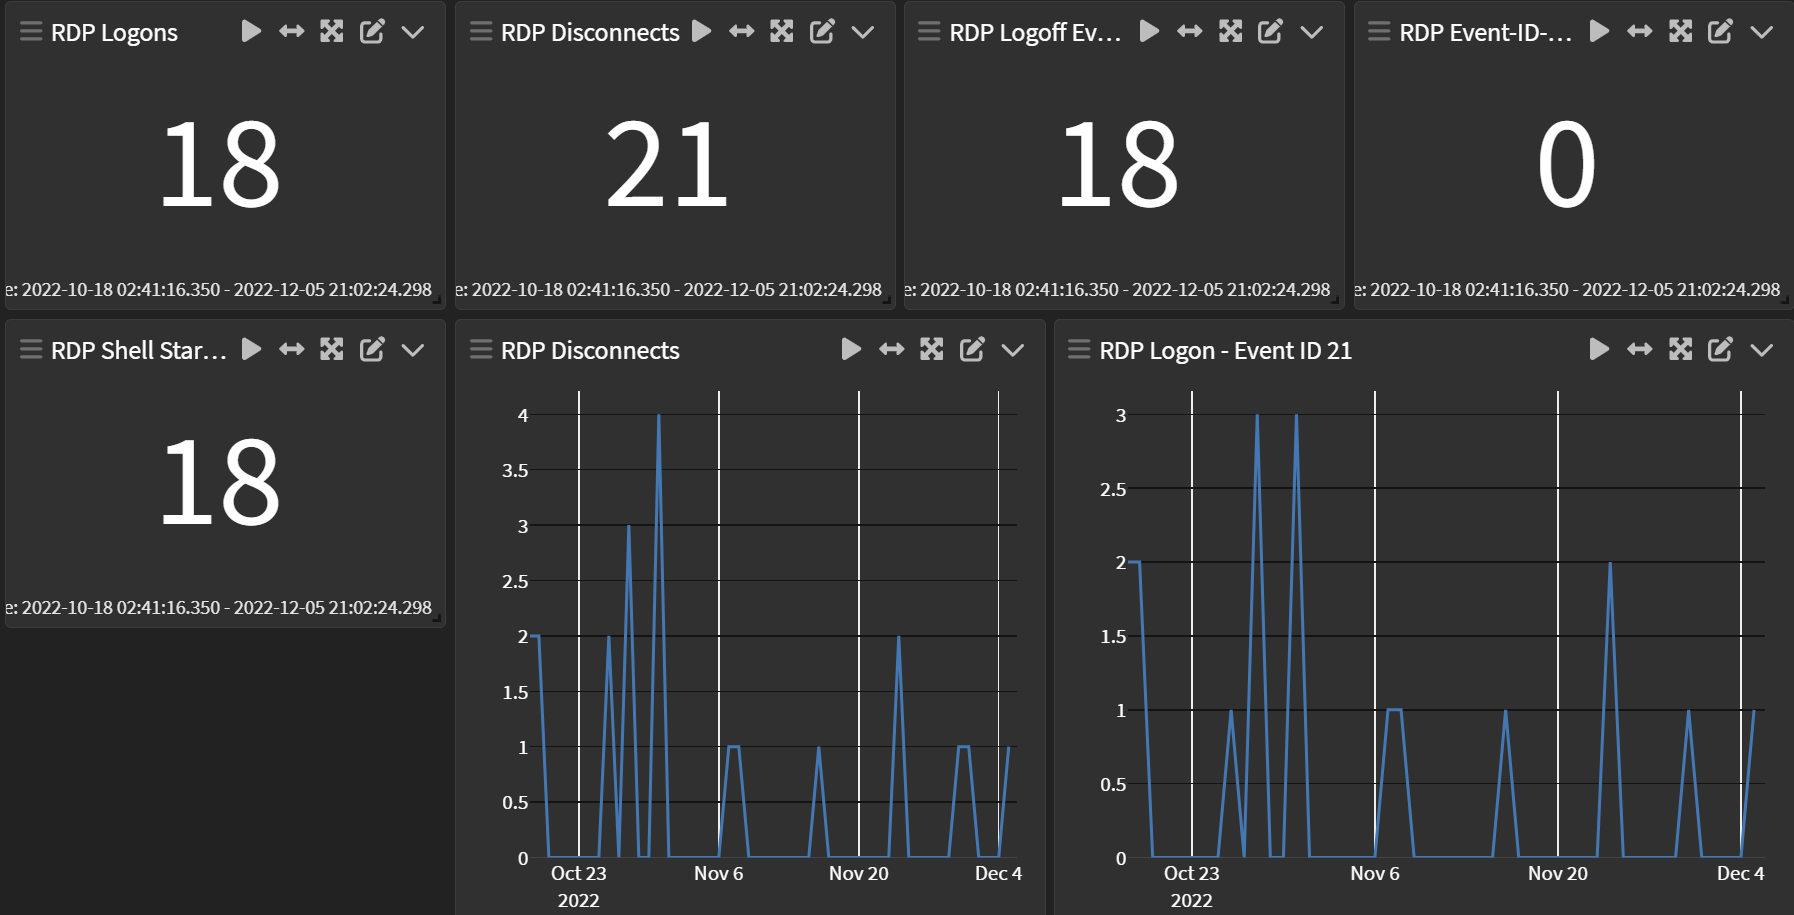 RDP Logons
18
e: 2022-10-18 02:41:16.350 - 2022-12-05 21:02:24.298
RDP Disconnects
21
e: 2022-10-18 02:41:16.350 - 2022-12-05 21:02:24.298
RDP Logoff Ev...
18
e: 2022-10-18 02:41:16.350 - 2022-12-05 21:02:24.298
RDP Event-ID-...
0
e: 2022-10-18 02:41:16.350 - 2022-12-05 21:02:24.298
RDP Shell Star...
18
e: 2022-10-18 02:41:16.350 - 2022-12-05 21:02:24.298
RDP Disconnects
4
3.5
3
2.5
2
1.5
1
0.5
0
Oct 23 Nov 6 Nov 20 Dec 4
2022
RDP Logon - Event ID 21
3
2.5
2
1.5
1
0.5
0
Oct 23 Nov 6 Nov 20 Dec 4
2022